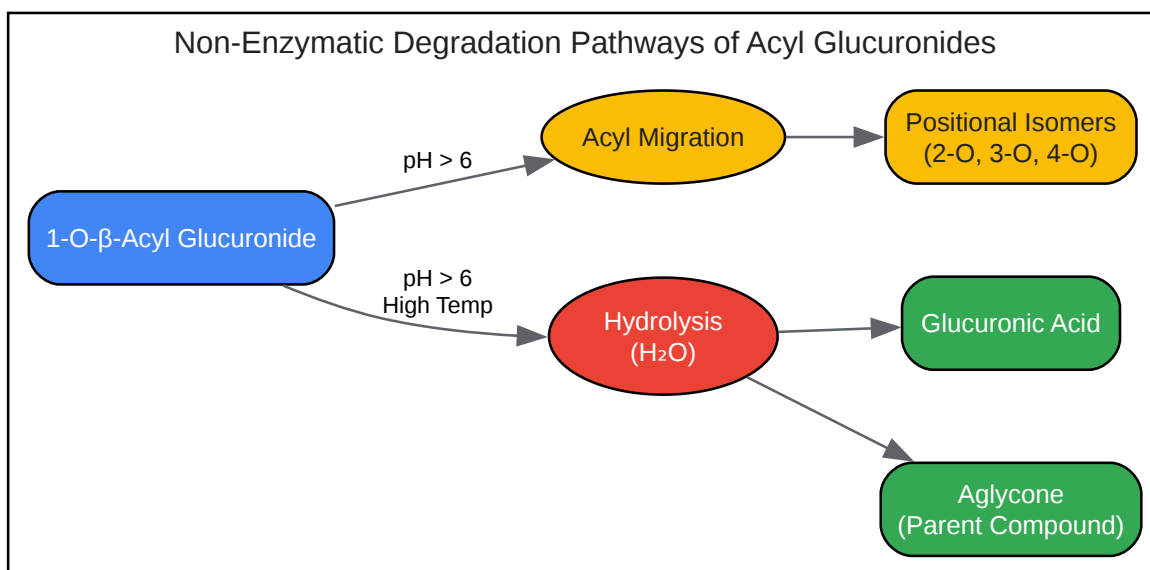 Non-Enzymatic Degradation Pathways of Acyl Glucuronides
1-O-β-Acyl Glucuronide
pH > 6
Acyl Migration
Positional Isomers
(2-O, 3-O, 4-O)
pH > 6
High Temp
Hydrolysis
(H₂O)
Glucuronic Acid
Aglycone
(Parent Compound)